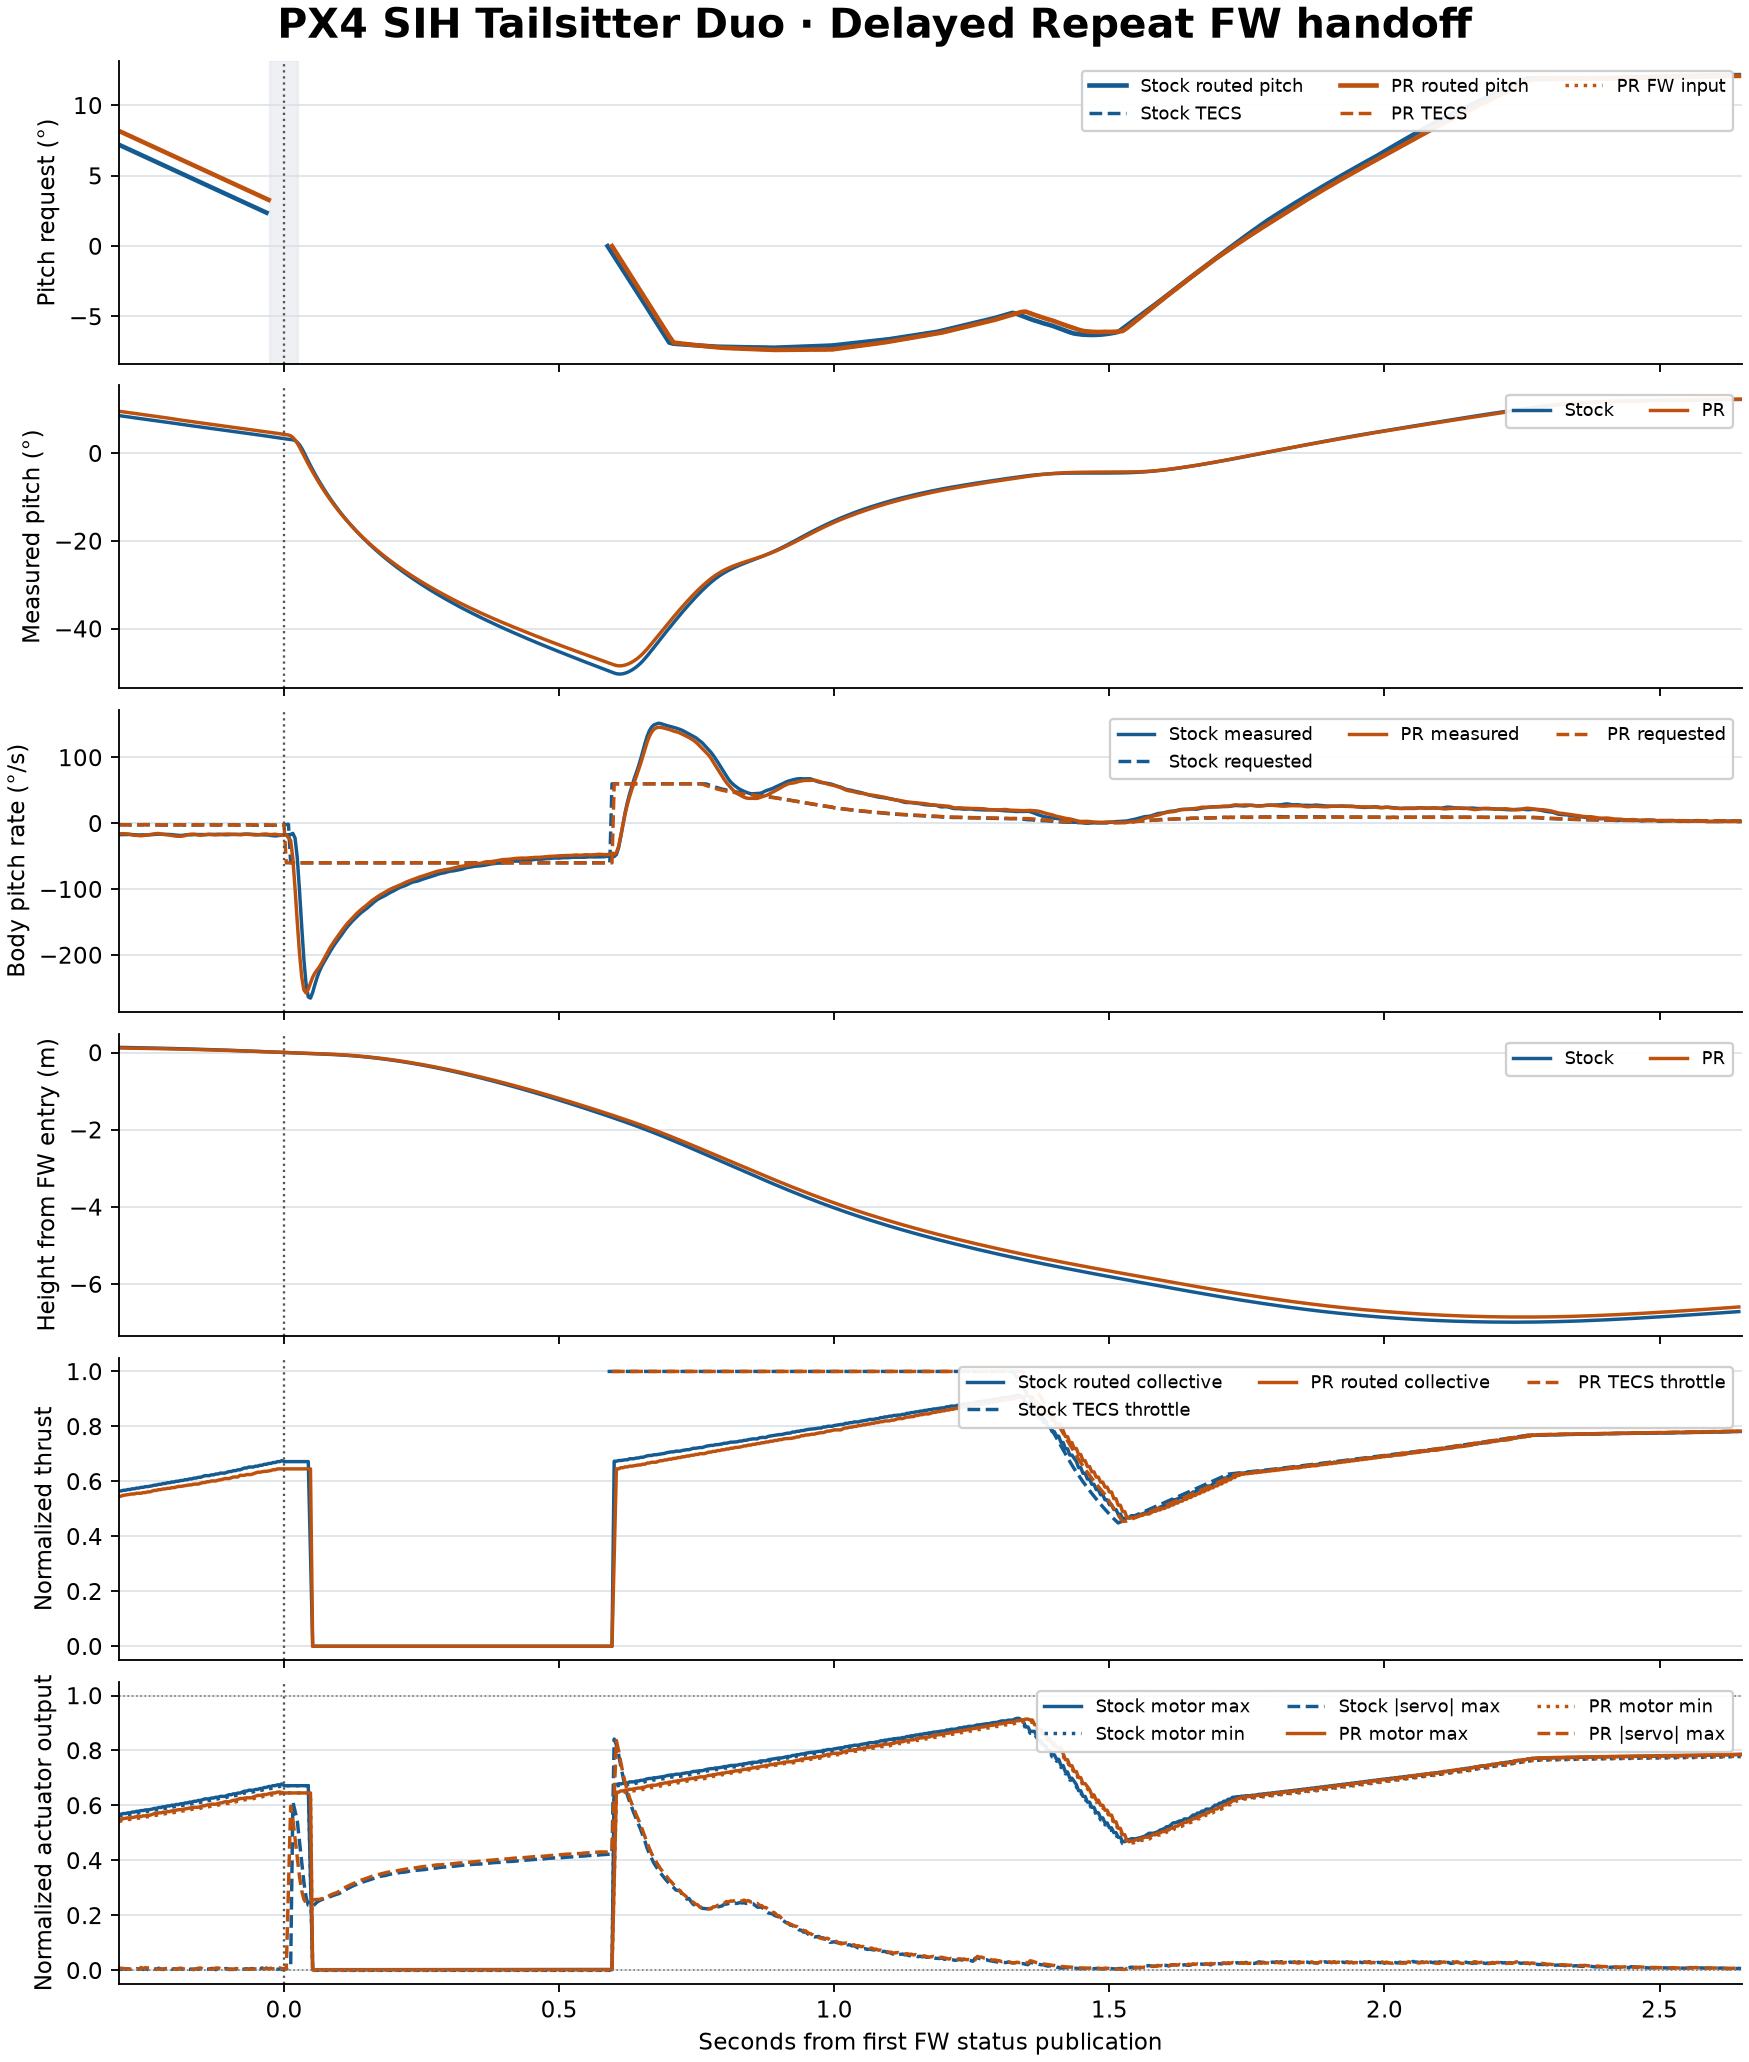 PX4 SIH Tailsitter Duo · Delayed Repeat FW handoff
Pitch request (°)
10
5
0
−5
Stock routed pitch
Stock TECS
PR routed pitch
PR TECS
PR FW input
Measured pitch (°)
0
−20
−40
Stock
PR
Body pitch rate (°/s)
100
0
−100
−200
Stock measured
Stock requested
PR measured
PR requested
Height from FW entry (m)
0
−2
−4
−6
Stock
PR
Normalized thrust
1.0
0.8
0.6
0.4
0.2
0.0
Stock routed collective
Stock TECS throttle
PR routed collective
PR TECS throttle
Normalized actuator output
1.0
0.8
0.6
0.4
0.2
0.0
Stock motor max
Stock motor min
Stock |servo| max
PR motor max
PR motor min
PR |servo| max
0.0
0.5
1.0
1.5
2.0
2.5
Seconds from first FW status publication